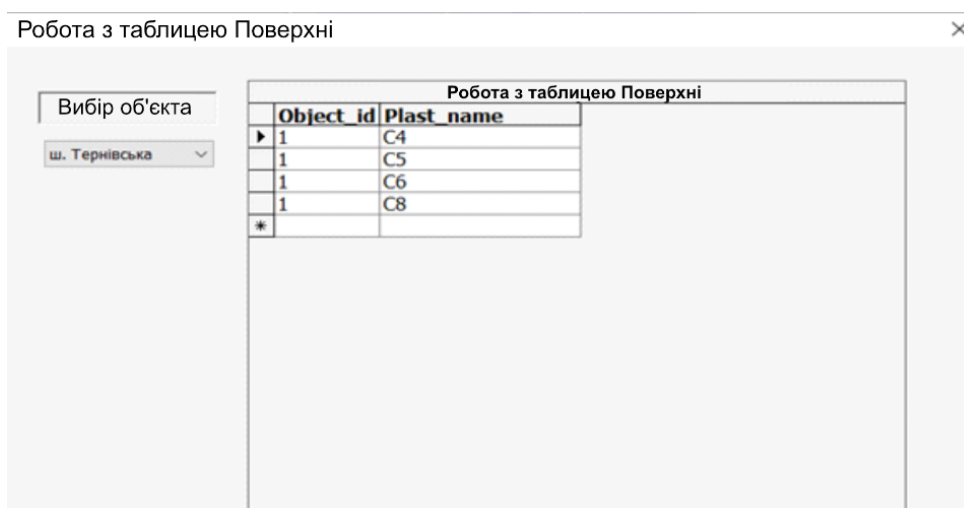 Робота з таблицею Поверхні
Вибір об'єкта
ш. Тернівська
Робота з таблицею Поверхні
Object_id Plast_name
1 C4
1 C5
1 C6
1 C8